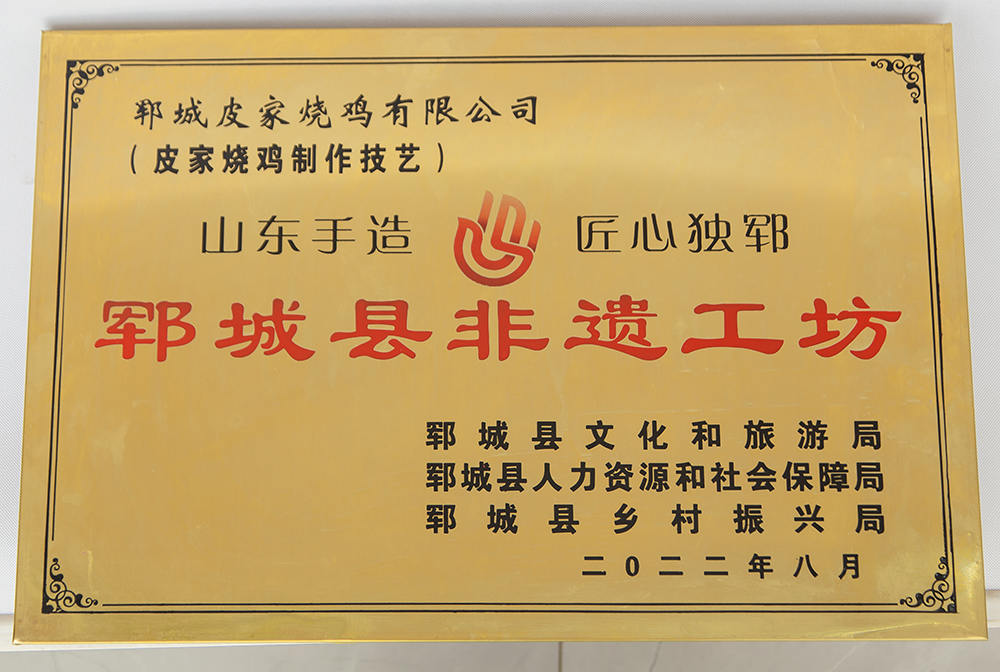 郓城皮家烧鸡有限公司
（皮家烧鸡制作技艺）
山东手造 匠心独郓
郓城县非遗工坊
郓城县文化和旅游局
郓城县人力资源和社会保障局
郓城县乡村振兴局
二0二二年八月